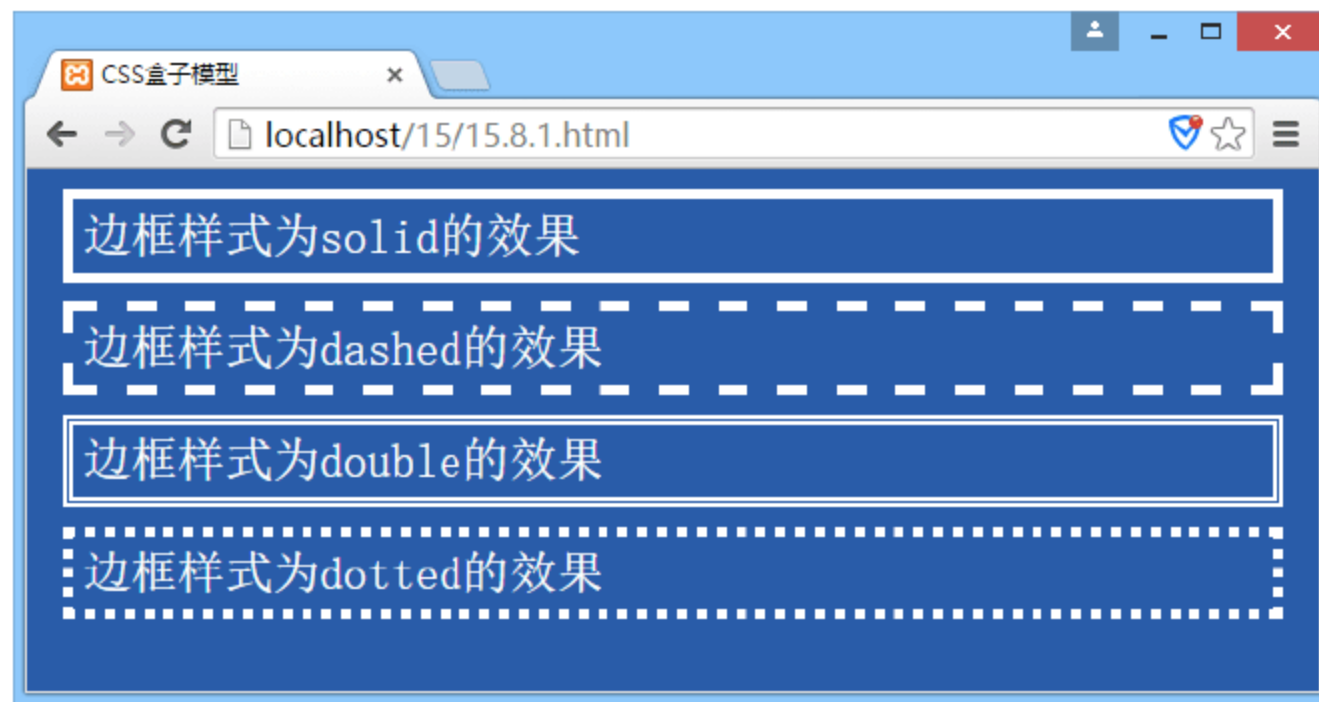 CSS盒子模型
localhost/15/15.8.1.html
边框样式为solid的效果
边框样式为dashed的效果
边框样式为double的效果
边框样式为dotted的效果